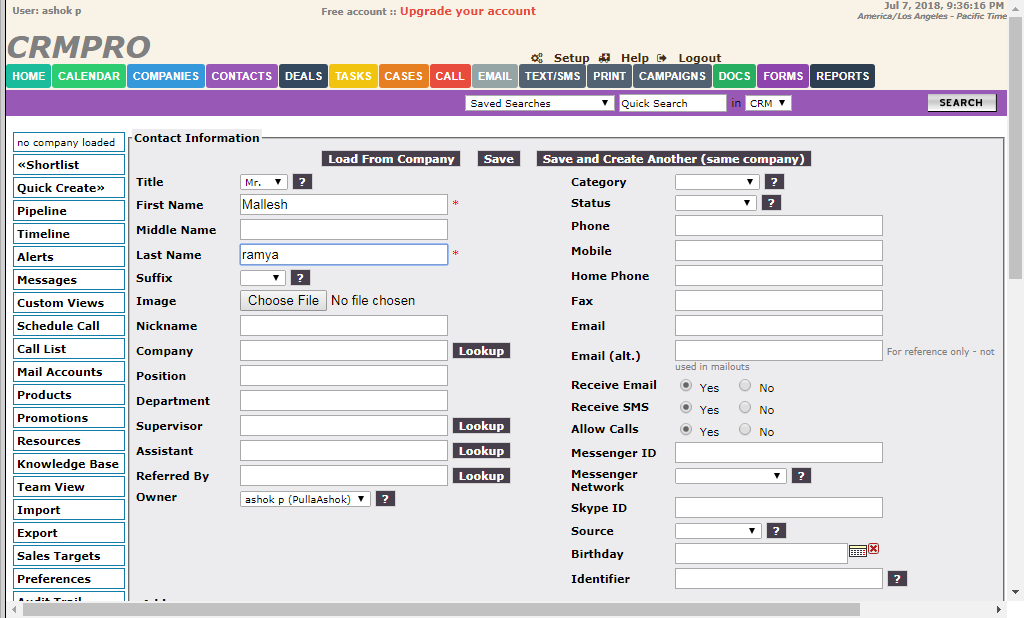 User: ashok p
Free account :: Upgrade your account
Jul 7, 2018, 9:36:16 PM
America/Los Angeles - Pacific Time
CRMPRO
Setup Help Logout
HOME CALENDAR COMPANIES CONTACTS DEALS TASKS CASES CALL EMAIL TEXT/SMS PRINT CAMPAIGNS DOCS FORMS REPORTS
Saved Searches Quick Search in CRM SEARCH
no company loaded
«Shortlist
Quick Create»
Pipeline
Timeline
Alerts
Messages
Custom Views
Schedule Call
Call List
Mail Accounts
Products
Promotions
Resources
Knowledge Base
Team View
Import
Export
Sales Targets
Preferences
Audit Trail
Contact Information
Load From Company Save Save and Create Another (same company)
Title Mr. ?
First Name Mallesh *
Middle Name
Last Name ramya *
Suffix ?
Image Choose File No file chosen
Nickname
Company Lookup
Position
Department
Supervisor Lookup
Assistant Lookup
Referred By Lookup
Owner ashok p (PullaAshok) ?
Category ?
Status ?
Phone
Mobile
Home Phone
Fax
Email
Email (alt.) For reference only - not
used in mailouts
Receive Email Yes No
Receive SMS Yes No
Allow Calls Yes No
Messenger ID
Messenger
Network ?
Skype ID
Source ?
Birthday
Identifier ?